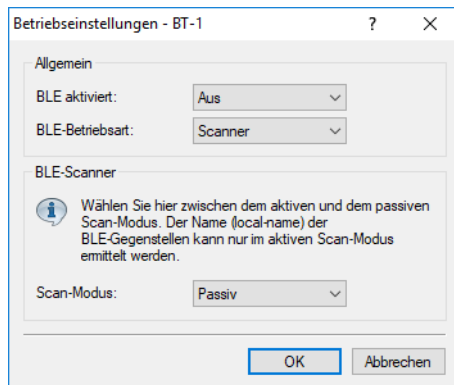 Betriebseinstellungen - BT-1 ?
Allgemein
BLE aktiviert: Aus
BLE-Betriebsart: Scanner
BLE-Scanner
Wählen Sie hier zwischen dem aktiven und dem passiven
Scan-Modus. Der Name (local-name) der
BLE-Gegenstellen kann nur im aktiven Scan-Modus
ermittelt werden.
Scan-Modus: Passiv
OK Abbrechen